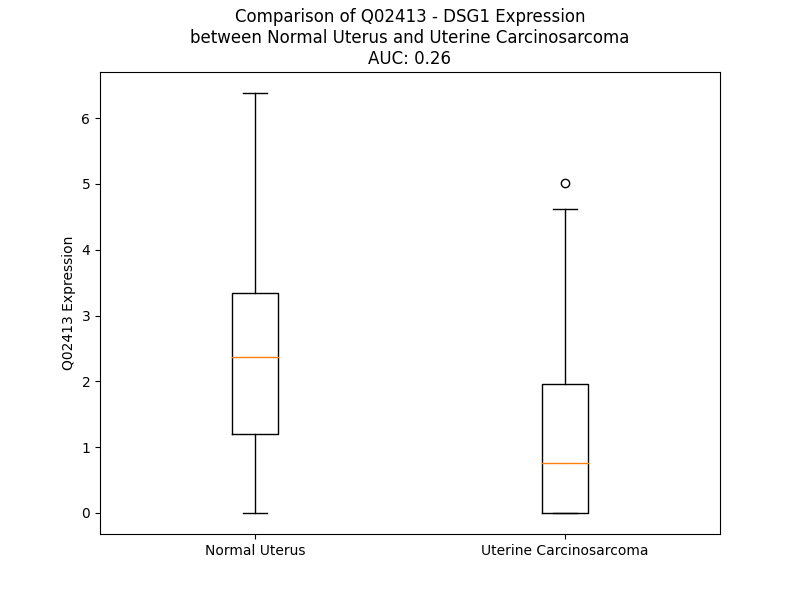 Comparison of Q02413 - DSG1 Expression
between Normal Uterus and Uterine Carcinosarcoma
AUC: 0.26
6
5
4
3
2
1
0
Q02413 Expression
Normal Uterus
Uterine Carcinosarcoma